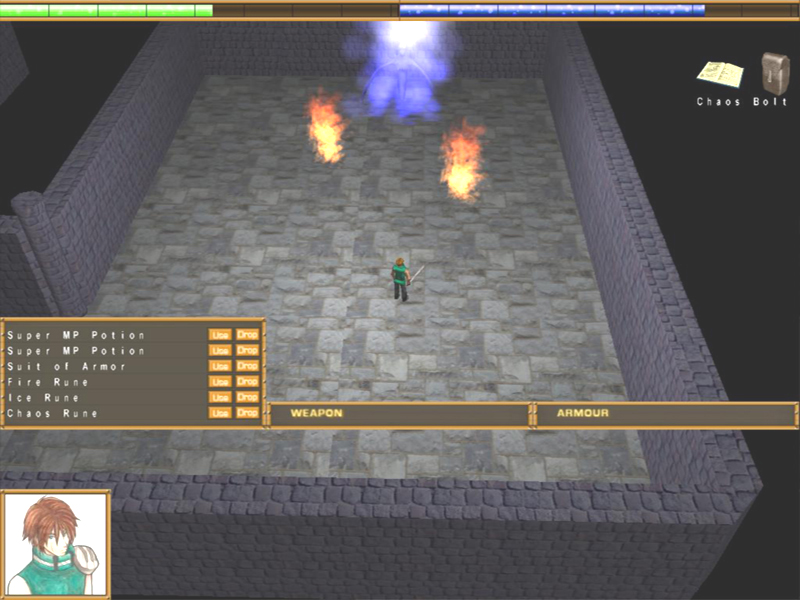 Chaos Bolt
Super MP Potion Use Drop
Super MP Potion Use Drop
Suit of Armor Use Drop
Fire Rune Use Drop
Ice Rune Use Drop
Chaos Rune Use Drop
WEAPON ARMOUR